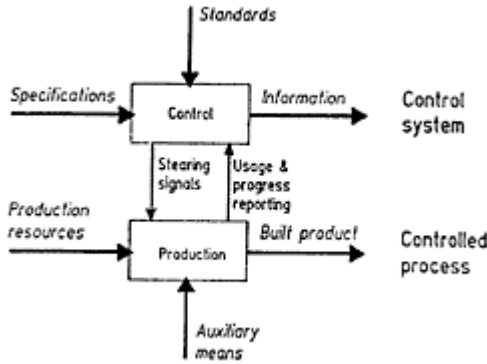 Standards
Specifications
Control
Information
Control
system
Stearing
signals
Usage &
progress
reporting
Production
resources
Production
Built product
Controlled
process
Auxiliary
means